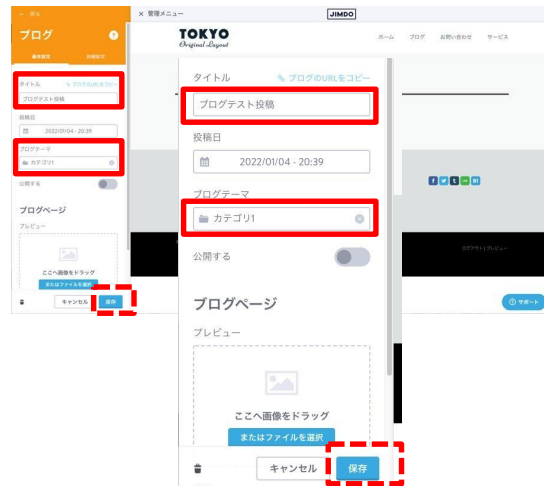 ← 戻る
ブログ
?
基本設定
詳細設定
タイトル
ブログのURLをコピー
ブログテスト投稿
投稿日
2022/01/04 - 20:39
ブログテーマ
カテゴリ1
公開する
ブログページ
プレビュー
ここへ画像をドラッグ
またはファイルを選択
キャンセル
保存
× 管理メニュー
JIMDO
TOKYO
Original Layout
ホーム
ブログ
お問い合わせ
サービス
タイトル
ブログのURLをコピー
ブログテスト投稿
投稿日
2022/01/04 - 20:39
ブログテーマ
カテゴリ1
公開する
ブログページ
プレビュー
ここへ画像をドラッグ
またはファイルを選択
キャンセル
保存
ログアウト | プレビュー
? サポート